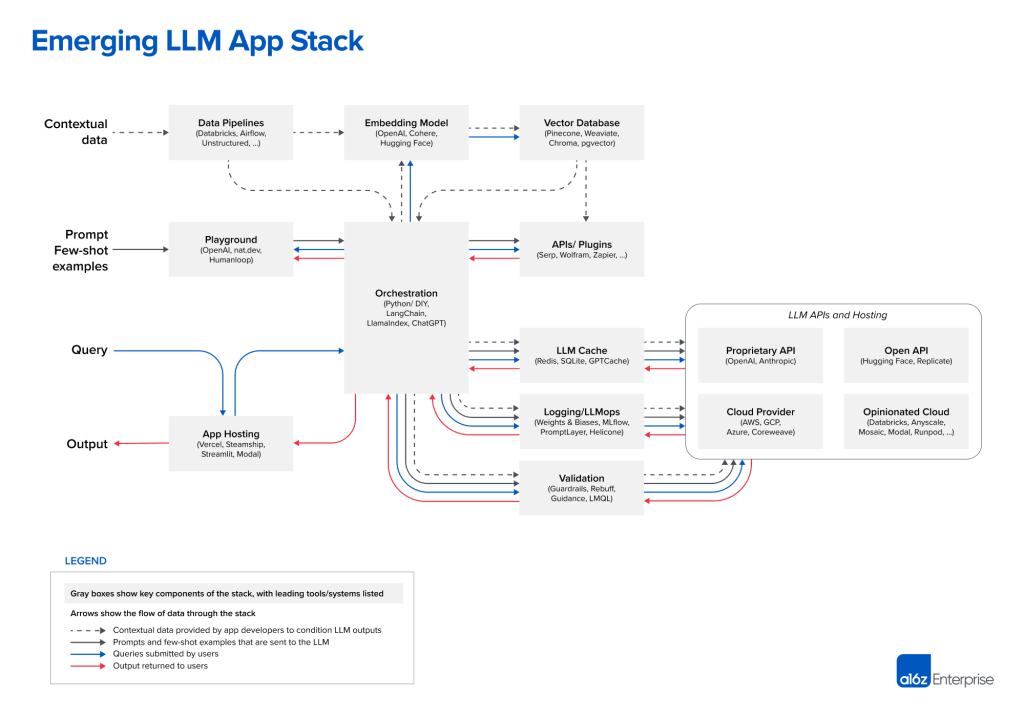 Emerging LLM App Stack
Contextual
data
Data Pipelines
(Databricks, Airflow,
Unstructured, ...)
Embedding Model
(OpenAI, Cohere,
Hugging Face)
Vector Database
(Pinecone, Weaviate,
Chroma, pgvector)
Prompt
Few-shot
examples
Playground
(OpenAI, nat.dev,
Humanloop)
Orchestration
(Python/ DIY,
LangChain,
LlamaIndex, ChatGPT)
APIs/ Plugins
(Serp, Wolfram, Zapier, ...)
Query
LLM Cache
(Redis, SQLite, GPTCache)
LLM APIs and Hosting
Proprietary API
(OpenAI, Anthropic)
Open API
(Hugging Face, Replicate)
Output
App Hosting
(Vercel, Steamship,
Streamlit, Modal)
Logging/LLMops
(Weights & Biases, MLflow,
PromptLayer, Helicone)
Cloud Provider
(AWS, GCP,
Azure, Coreweave)
Opinionated Cloud
(Databricks, Anyscale,
Mosaic, Modal, Runpod, ...)
Validation
(Guardrails, Rebuff,
Guidance, LMQL)
LEGEND
Gray boxes show key components of the stack, with leading tools/systems listed
Arrows show the flow of data through the stack
Contextual data provided by app developers to condition LLM outputs
Prompts and few-shot examples that are sent to the LLM
Queries submitted by users
Output returned to users
a16z Enterprise